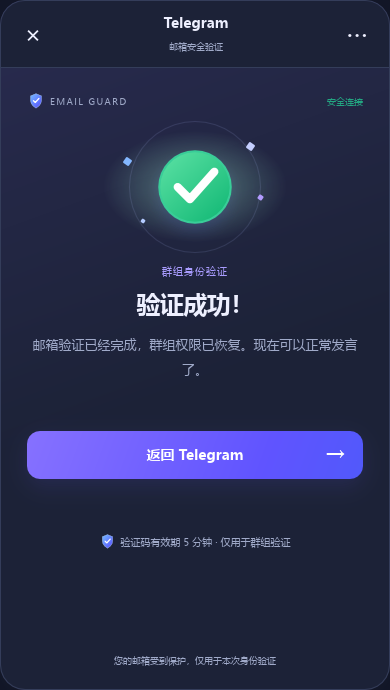 Telegram
邮箱安全验证
EMAIL GUARD
安全连接
群组身份验证
验证成功！
邮箱验证已经完成，群组权限已恢复。现在可以正常发言
了。
返回 Telegram
验证码有效期 5 分钟 · 仅用于群组验证
您的邮箱受到保护，仅用于本次身份验证